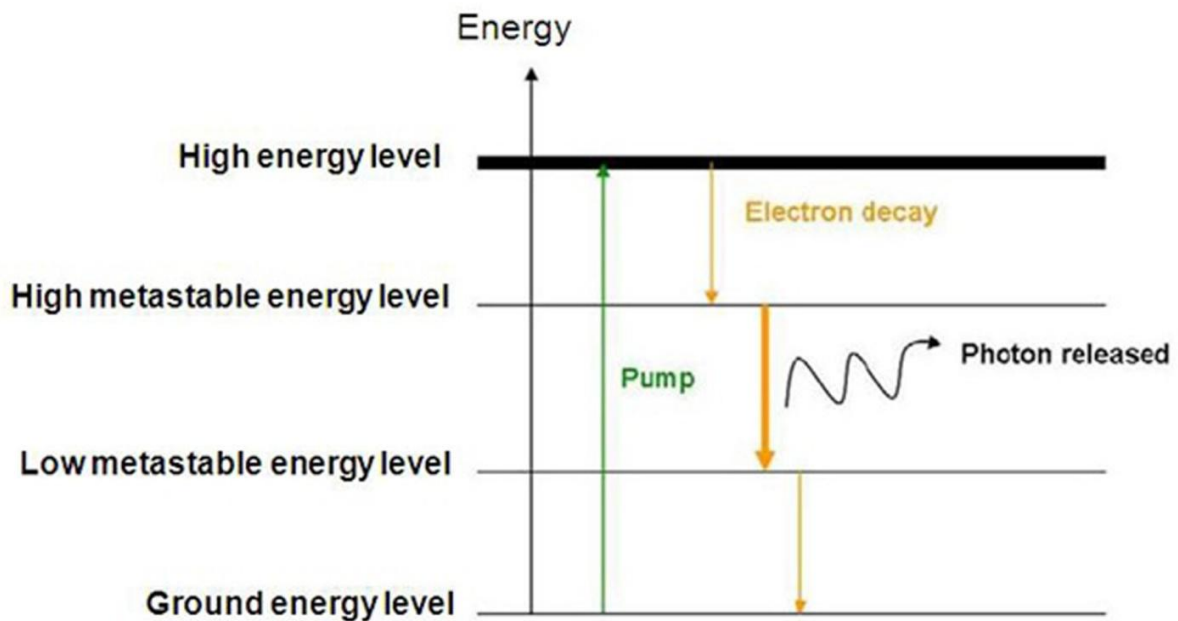 Energy
High energy level
Electron decay
High metastable energy level
Photon released
Pump
Low metastable energy level
Ground energy level